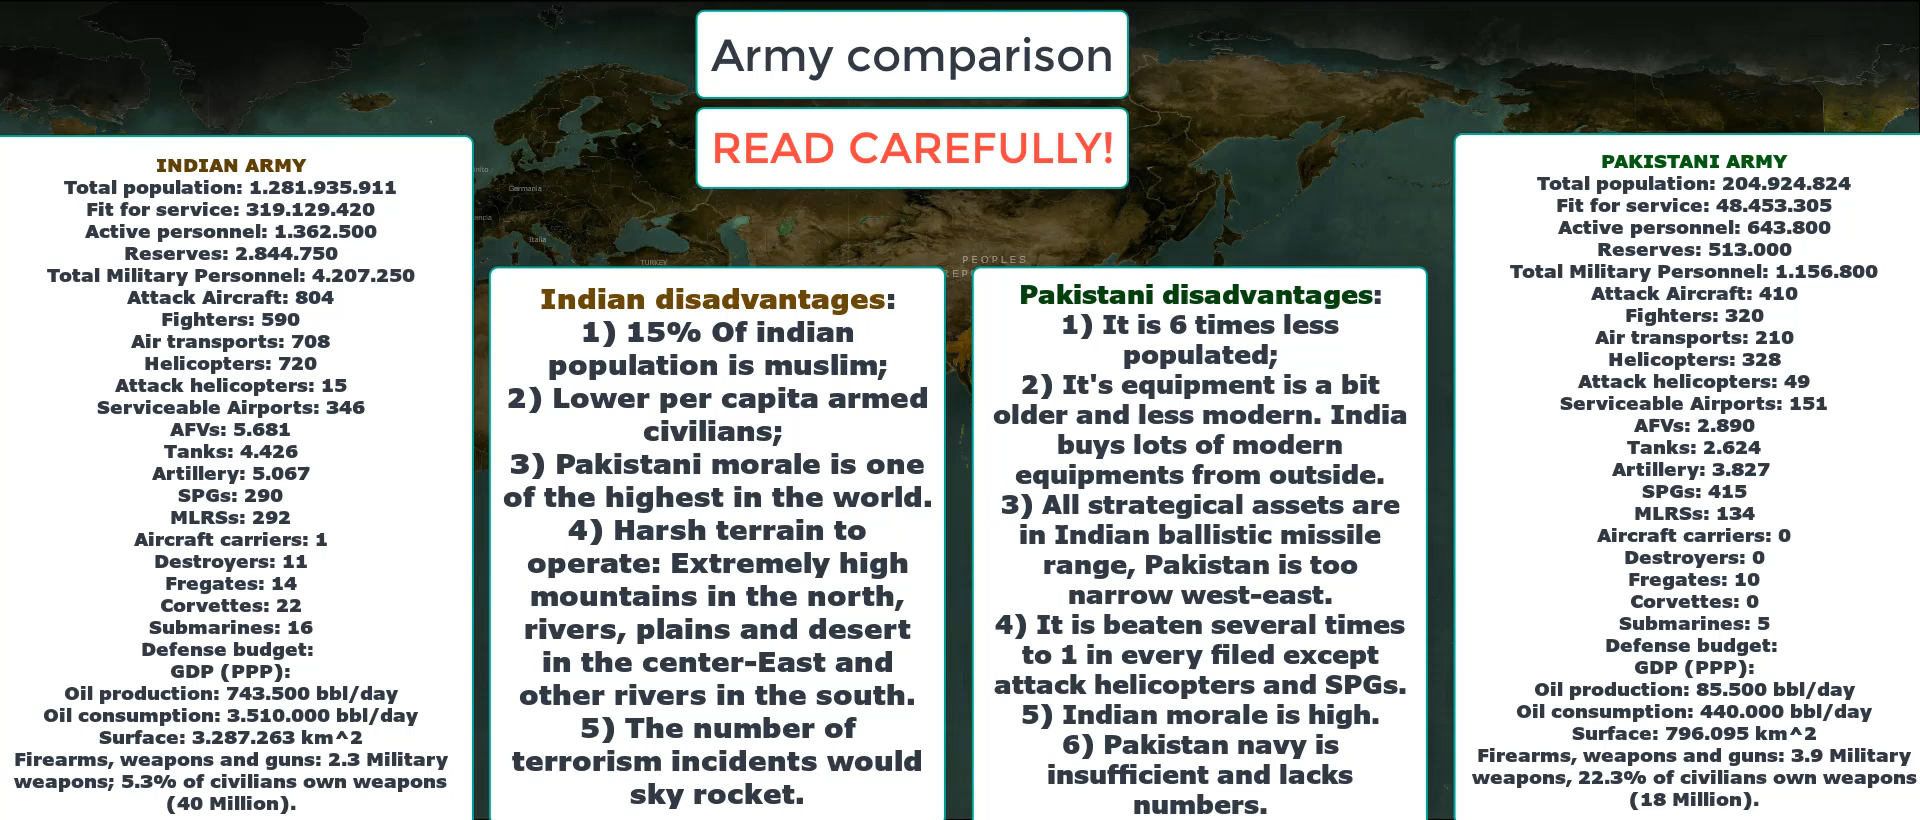 Army comparison
READ CAREFULLY!
INDIAN ARMY
Total population: 1.281.935.911
Fit for service: 319.129.420
Active personnel: 1.362.500
Reserves: 2.844.750
Total Military Personnel: 4.207.250
Attack Aircraft: 804
Fighters: 590
Air transports: 708
Helicopters: 720
Attack helicopters: 15
Serviceable Airports: 346
AFVs: 5.681
Tanks: 4.426
Artillery: 5.067
SPGs: 290
MLRSs: 292
Aircraft carriers: 1
Destroyers: 11
Fregates: 14
Corvettes: 22
Submarines: 16
Defense budget:
GDP (PPP):
Oil production: 743.500 bbl/day
Oil consumption: 3.510.000 bbl/day
Surface: 3.287.263 km^2
Firearms, weapons and guns: 2.3 Military
weapons; 5.3% of civilians own weapons
(40 Million).
Indian disadvantages:
1) 15% Of indian
population is muslim;
2) Lower per capita armed
civilians;
3) Pakistani morale is one
of the highest in the world.
4) Harsh terrain to
operate: Extremely high
mountains in the north,
rivers, plains and desert
in the center-East and
other rivers in the south.
5) The number of
terrorism incidents would
sky rocket.
Pakistani disadvantages:
1) It is 6 times less
populated;
2) It's equipment is a bit
older and less modern. India
buys lots of modern
equipments from outside.
3) All strategical assets are
in Indian ballistic missile
range, Pakistan is too
narrow west-east.
4) It is beaten several times
to 1 in every filed except
attack helicopters and SPGs.
5) Indian morale is high.
6) Pakistan navy is
insufficient and lacks
numbers.
PAKISTANI ARMY
Total population: 204.924.824
Fit for service: 48.453.305
Active personnel: 643.800
Reserves: 513.000
Total Military Personnel: 1.156.800
Attack Aircraft: 410
Fighters: 320
Air transports: 210
Helicopters: 328
Attack helicopters: 49
Serviceable Airports: 151
AFVs: 2.890
Tanks: 2.624
Artillery: 3.827
SPGs: 415
MLRSs: 134
Aircraft carriers: 0
Destroyers: 0
Fregates: 10
Corvettes: 0
Submarines: 5
Defense budget:
GDP (PPP):
Oil production: 85.500 bbl/day
Oil consumption: 440.000 bbl/day
Surface: 796.095 km^2
Firearms, weapons and guns: 3.9 Military
weapons, 22.3% of civilians own weapons
(18 Million).
Germania
Italia
TURKEY
PEOPLES